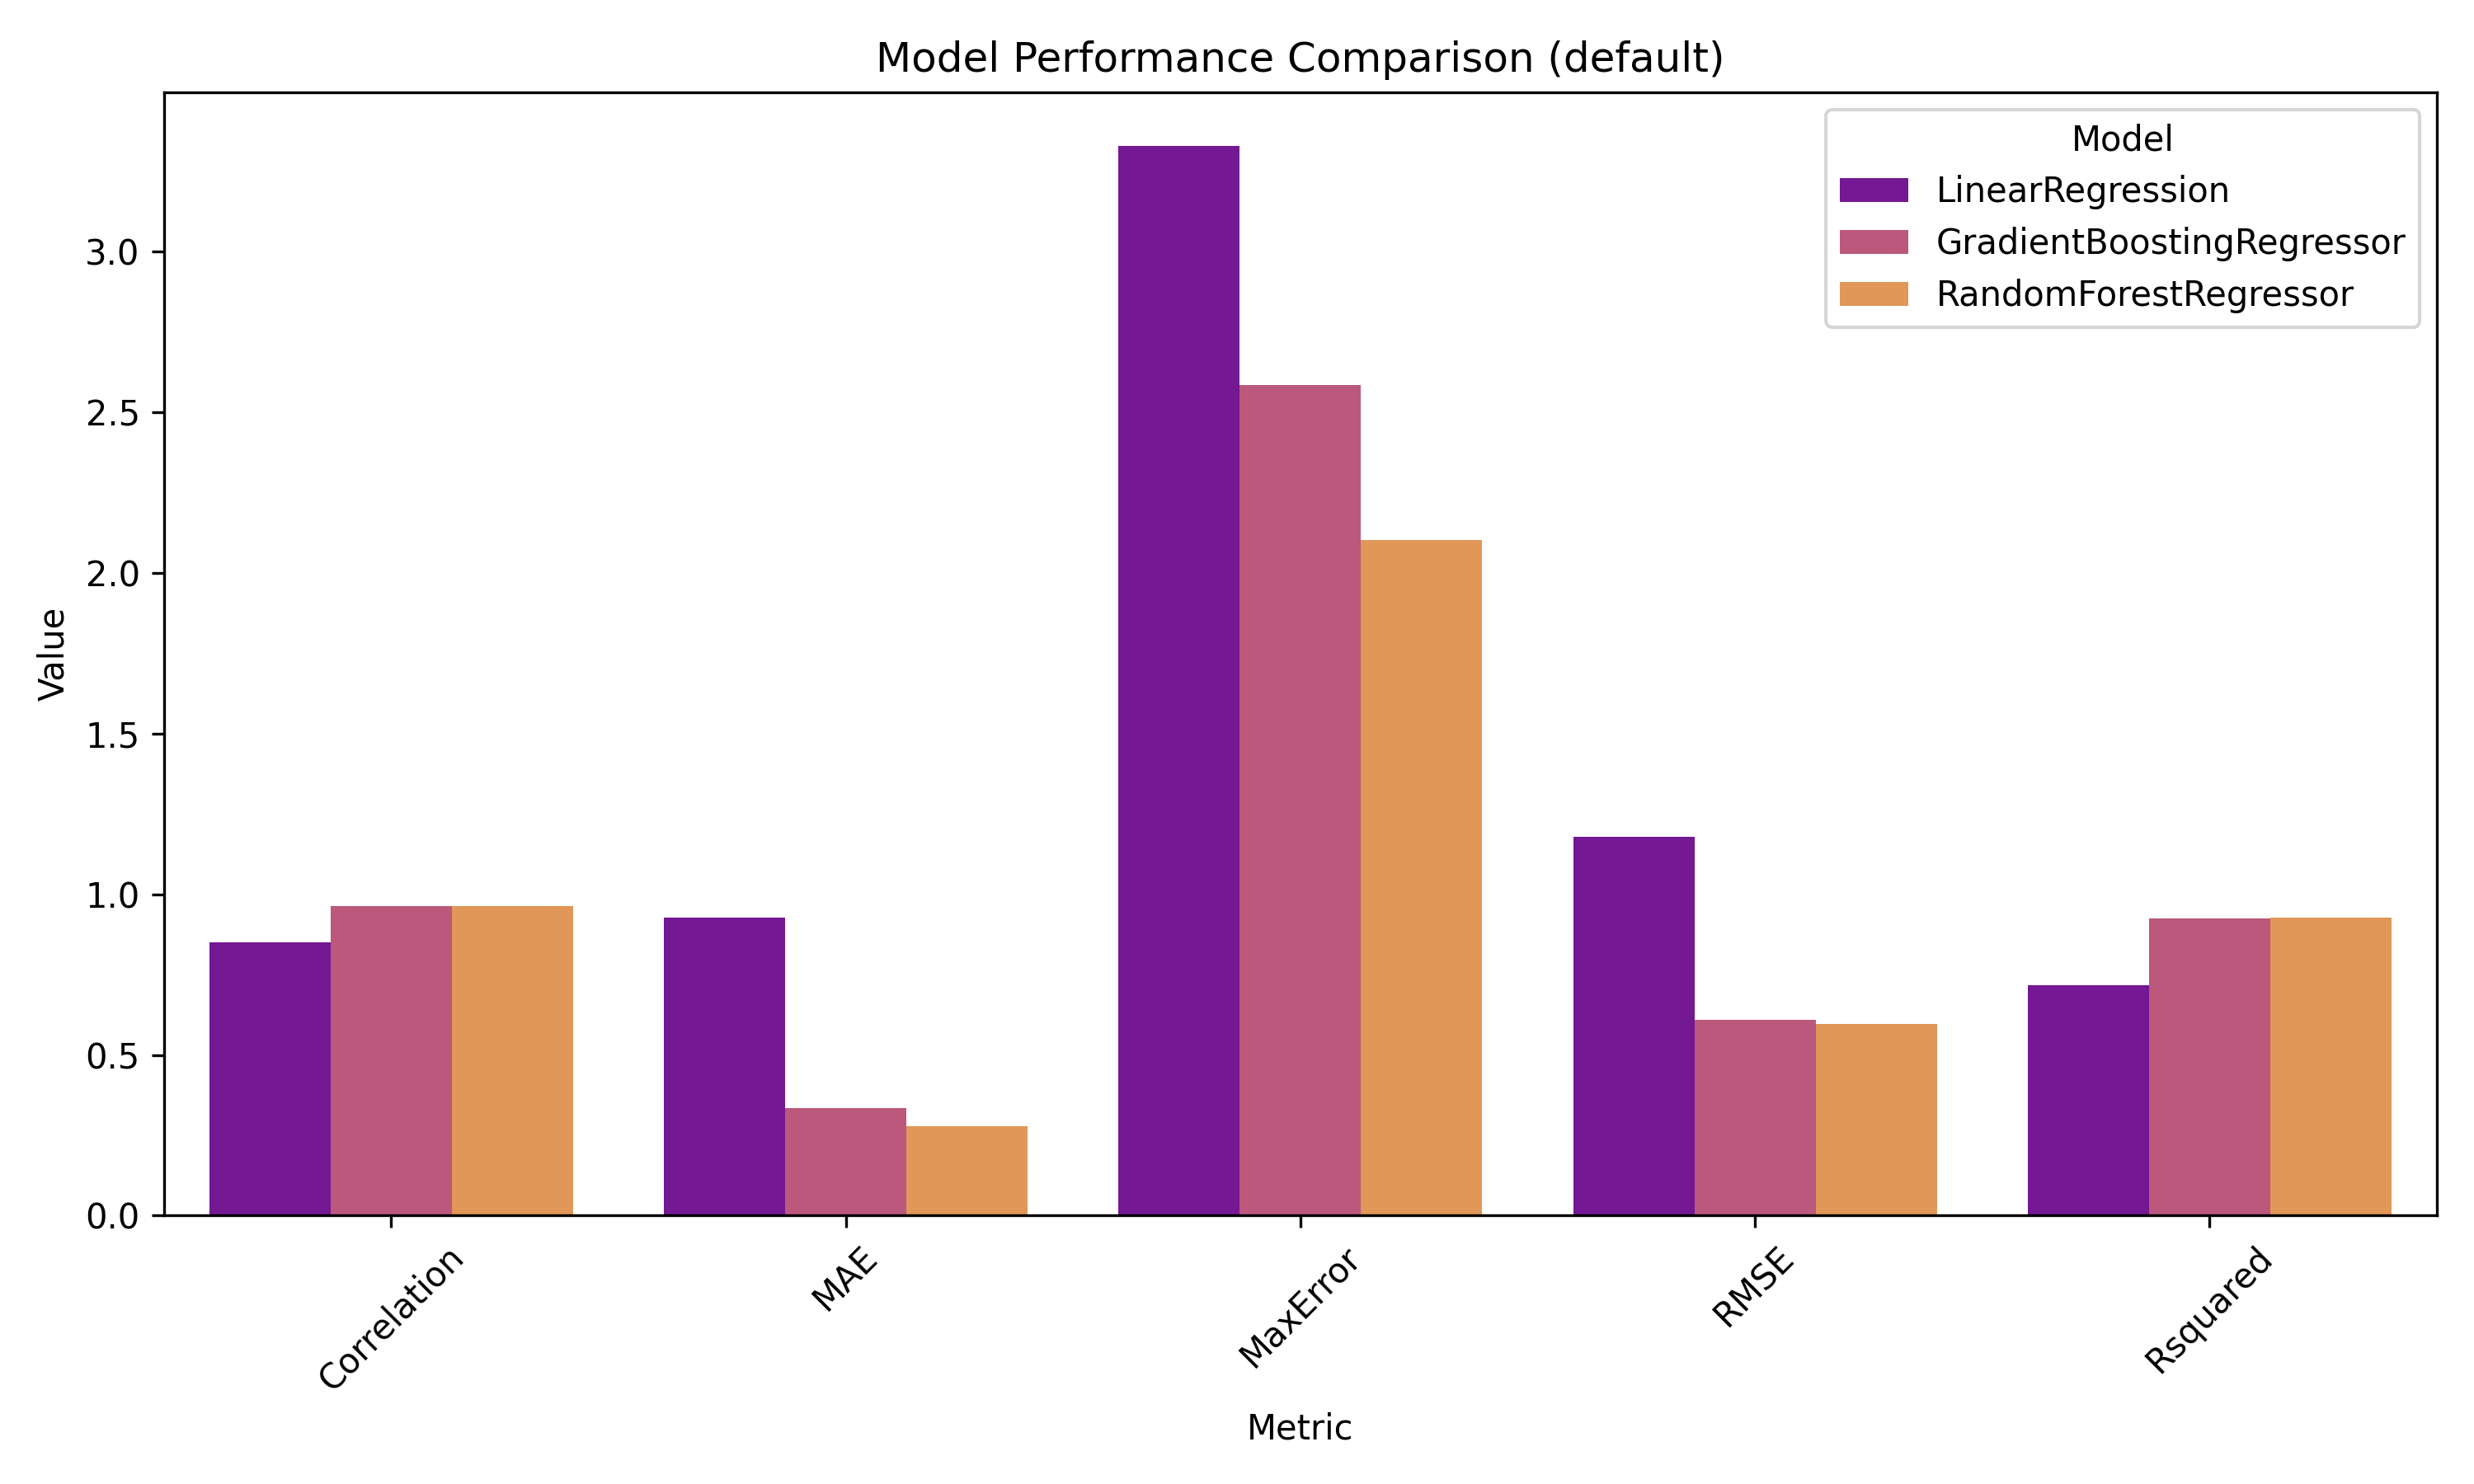 Model Performance Comparison (default)
Model
LinearRegression
GradientBoostingRegressor
RandomForestRegressor
Value
3.0
2.5
2.0
1.5
1.0
0.5
0.0
Correlation
MAE
MaxError
RMSE
Rsquared
Metric